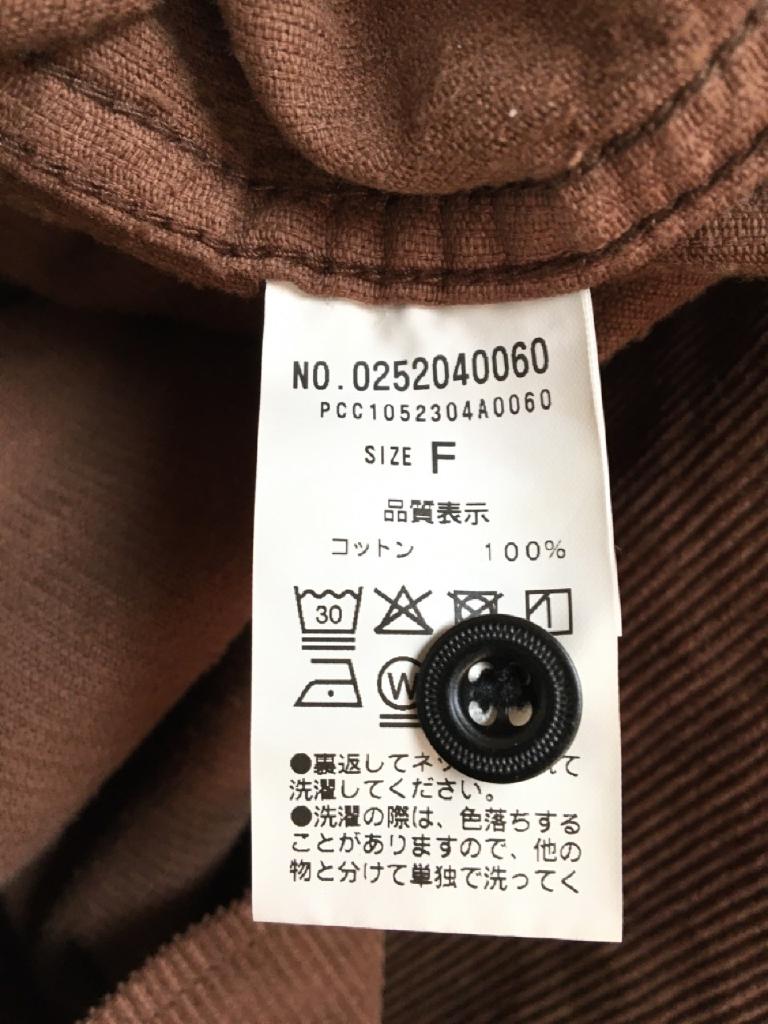 NO.0252040060
PCC1052304A0060
SIZE F
品質表示
コットン 100%
30
W
●裏返してネッ れて
洗濯してください。
●洗濯の際は、色落ちする
ことがありますので、他の
物と分けて単独で洗ってく